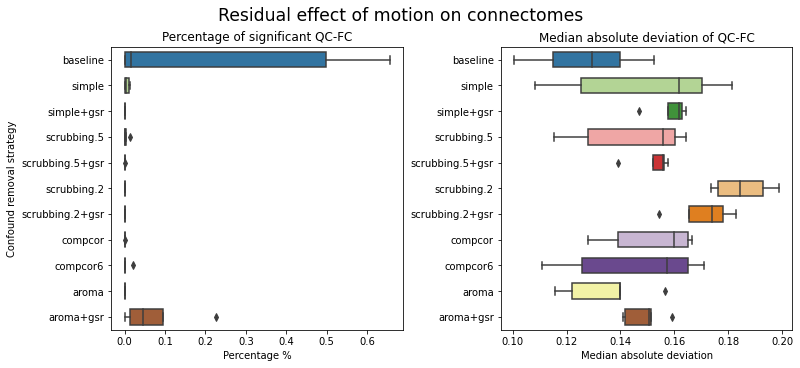 Residual effect of motion on connectomes
Percentage of significant QC-FC
Confound removal strategy
baseline
simple
simple+gsr
scrubbing.5
scrubbing.5+gsr
scrubbing.2
scrubbing.2+gsr
compcor
compcor6
aroma
aroma+gsr
0.0 0.1 0.2 0.3 0.4 0.5 0.6
Percentage %
Median absolute deviation of QC-FC
baseline
simple
simple+gsr
scrubbing.5
scrubbing.5+gsr
scrubbing.2
scrubbing.2+gsr
compcor
compcor6
aroma
aroma+gsr
0.10 0.12 0.14 0.16 0.18 0.20
Median absolute deviation